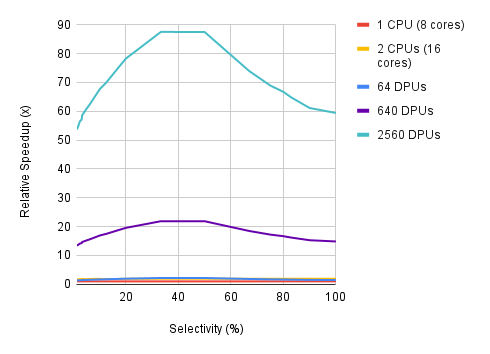 90
80
70
60
50
40
30
20
10
0
20
40
60
80
100
Relative Speedup (x)
Selectivity (%)
1 CPU (8 cores)
2 CPUs (16
cores)
64 DPUs
640 DPUs
2560 DPUs